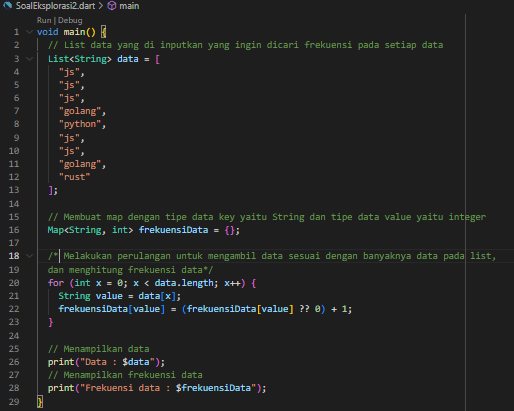 SoalEksplorasi2.dart > main
Run | Debug
1 void main() {
2 // List data yang di inputkan yang ingin dicari frekuensi pada setiap data
3 List<String> data = [
4 "js",
5 "js",
6 "js",
7 "golang",
8 "python",
9 "js",
10 "js",
11 "golang",
12 "rust"
13 ];
14
15 // Membuat map dengan tipe data key yaitu String dan tipe data value yaitu integer
16 Map<String, int> frekuensiData = {};
17
18 /* Melakukan perulangan untuk mengambil data sesuai dengan banyaknya data pada list,
19 dan menghitung frekuensi data*/
20 for (int x = 0; x < data.length; x++) {
21 String value = data[x];
22 frekuensiData[value] = (frekuensiData[value] ?? 0) + 1;
23 }
24
25 // Menampilkan data
26 print("Data : $data");
27 // Menampilkan frekuensi data
28 print("Frekuensi data : $frekuensiData");
29 }